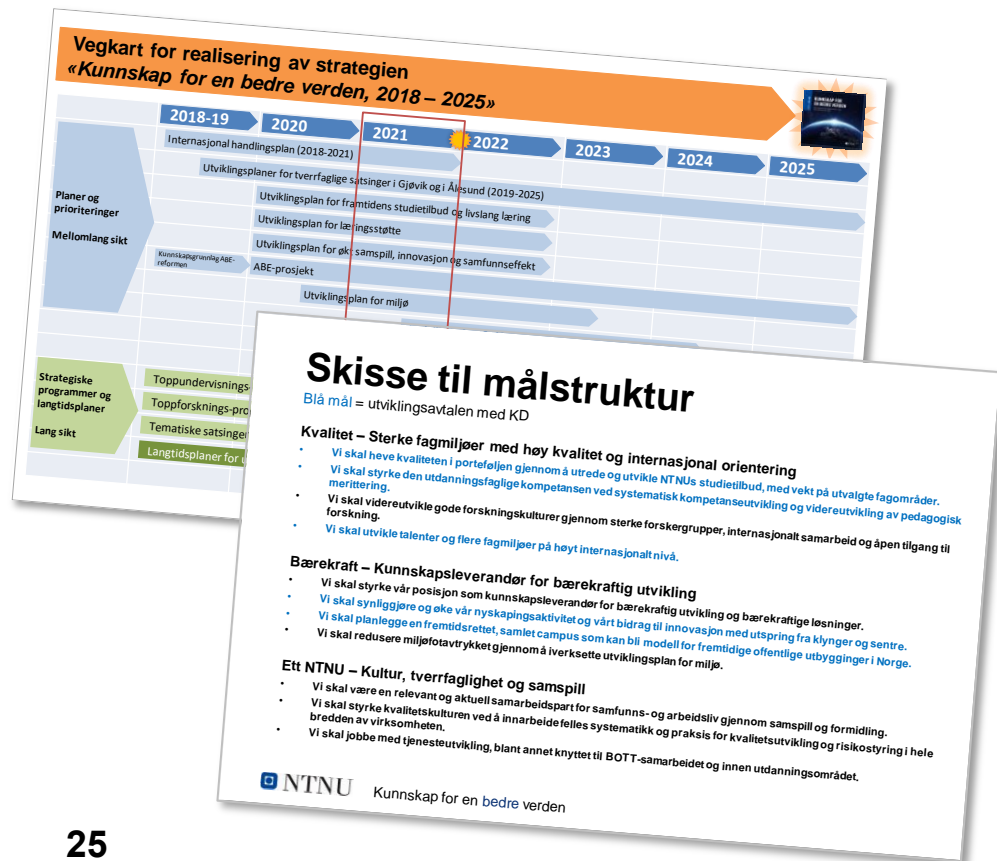 Vegkart for realisering av strategien
«Kunnskap for en bedre verden, 2018 – 2025»
KUNNSKAP FOR
EN BEDRE VERDEN
2018-19
2020
2021
2022
2023
2024
2025
Planer og
prioriteringer
Mellomlang sikt
Internasjonal handlingsplan (2018-2021)
Utviklingsplaner for tverrfaglige satsinger i Gjøvik og i Ålesund (2019-2025)
Utviklingsplan for framtidens studietilbud og livslang læring
Utviklingsplan for læringsstøtte
Utviklingsplan for økt samspill, innovasjon og samfunnseffekt
Kunnskapsgrunnlag ABE-
reformen
ABE-prosjekt
Utviklingsplan for miljø
Strategiske
programmer og
langtidsplaner
Lang sikt
Toppundervisnings-
Toppforsknings-pro
Tematiske satsinger
Langtidsplaner for
Skisse til målstruktur
Blå mål = utviklingsavtalen med KD
Kvalitet – Sterke fagmiljøer med høy kvalitet og internasjonal orientering
• Vi skal heve kvaliteten i porteføljen gjennom å utrede og utvikle NTNUs studietilbud, med vekt på utvalgte fagområder.
• Vi skal styrke den utdanningsfaglige kompetansen ved systematisk kompetanseutvikling og videreutvikling av pedagogisk
merittering.
• Vi skal videreutvikle gode forskningskulturer gjennom sterke forskergrupper, internasjonalt samarbeid og åpen tilgang til
forskning.
• Vi skal utvikle talenter og flere fagmiljøer på høyt internasjonalt nivå.
Bærekraft – Kunnskapsleverandør for bærekraftig utvikling
• Vi skal styrke vår posisjon som kunnskapsleverandør for bærekraftig utvikling og bærekraftige løsninger.
• Vi skal synliggjøre og øke vår nyskapingsaktivitet og vårt bidrag til innovasjon med utspring fra klynger og sentre.
• Vi skal planlegge en fremtidsrettet, samlet campus som kan bli modell for fremtidige offentlige utbygginger i Norge.
• Vi skal redusere miljøfotavtrykket gjennom å iverksette utviklingsplan for miljø.
Ett NTNU – Kultur, tverrfaglighet og samspill
• Vi skal være en relevant og aktuell samarbeidspart for samfunns- og arbeidsliv gjennom samspill og formidling.
• Vi skal styrke kvalitetskulturen ved å innarbeide felles systematikk og praksis for kvalitetsutvikling og risikostyring i hele
bredden av virksomheten.
• Vi skal jobbe med tjenesteutvikling, blant annet knyttet til BOTT-samarbeidet og innen utdanningsområdet.
NTNU
Kunnskap for en bedre verden
25